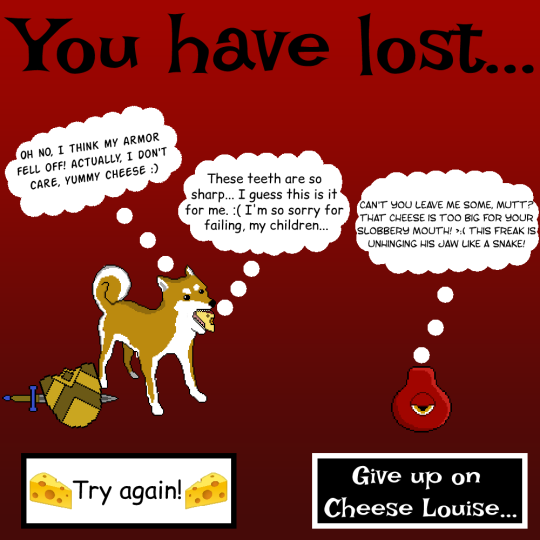 You have lost...
OH NO, I THINK MY ARMOR
FELL OFF! ACTUALLY, I DON'T
CARE, YUMMY CHEESE :)
These teeth are so
sharp... I guess this is it
for me. :( I'm so sorry for
failing, my children...
CAN'T YOU LEAVE ME SOME, MUTT?
THAT CHEESE IS TOO BIG FOR YOUR
SLOBBERY MOUTH! >:( THIS FREAK IS
UNHINGING HIS JAW LIKE A SNAKE!
Try again!
Give up on
Cheese Louise...